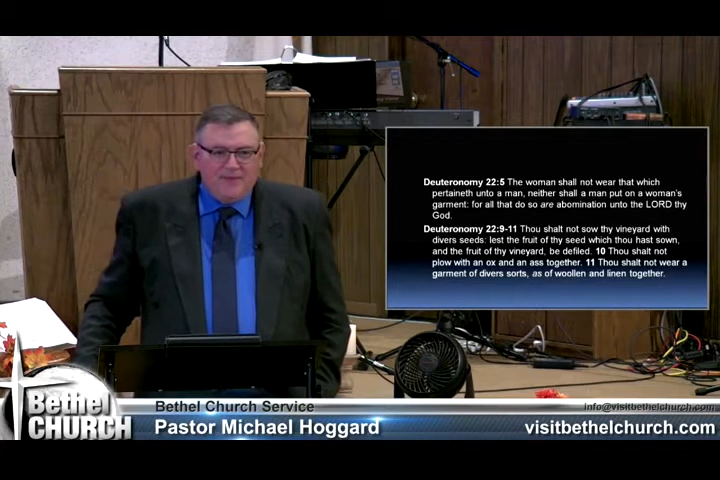 Deuteronomy 22:5 The woman shall not wear that which
pertaineth unto a man, neither shall a man put on a woman's
garment: for all that do so are abomination unto the LORD thy
God.
Deuteronomy 22:9-11 Thou shalt not sow thy vineyard with
divers seeds: lest the fruit of thy seed which thou hast sown,
and the fruit of thy vineyard, be defiled. 10 Thou shalt not
plow with an ox and an ass together. 11 Thou shalt not wear a
garment of divers sorts, as of woollen and linen together.
Bethel
CHURCH
Bethel Church Service
info@visitbethelchurch.com
Pastor Michael Hoggard
visitbethelchurch.com